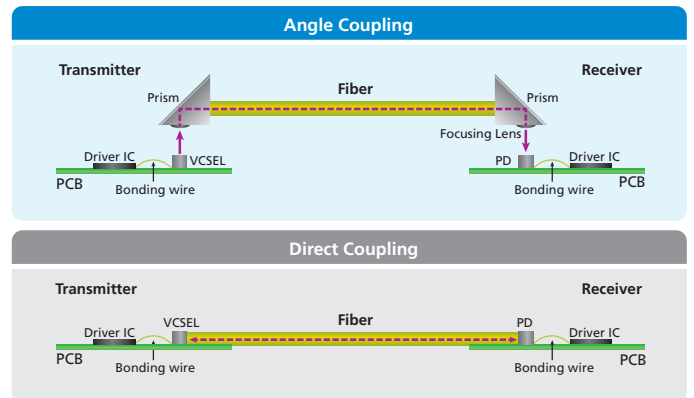 Angle Coupling
Transmitter
Receiver
Prism
Fiber
Prism
Focusing Lens
Driver IC
VCSEL
PD
Driver IC
PCB
Bonding wire
Bonding wire
PCB
Direct Coupling
Transmitter
Receiver
VCSEL
Fiber
PD
Driver IC
Driver IC
PCB
Bonding wire
Bonding wire
PCB